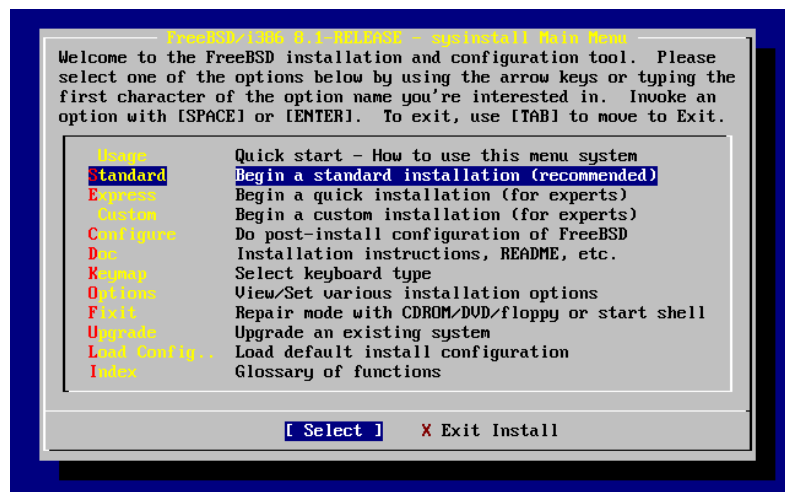 FreeBSD/i386 8.1-RELEASE - sysinstall Main Menu
Welcome to the FreeBSD installation and configuration tool.  Please
select one of the options below by using the arrow keys or typing the
first character of the option name you're interested in.  Invoke an
option with [SPACE] or [ENTER].  To exit, use [TAB] to move to Exit.
Usage Quick start - How to use this menu system
Standard Begin a standard installation (recommended)
Express Begin a quick installation (for experts)
Custom Begin a custom installation (for experts)
Configure Do post-install configuration of FreeBSD
Doc Installation instructions, README, etc.
Keymap Select keyboard type
Options View/Set various installation options
Fixit Repair mode with CDROM/DVD/floppy or start shell
Upgrade Upgrade an existing system
Load Config.. Load default install configuration
Index Glossary of functions
[ Select ] X Exit Install